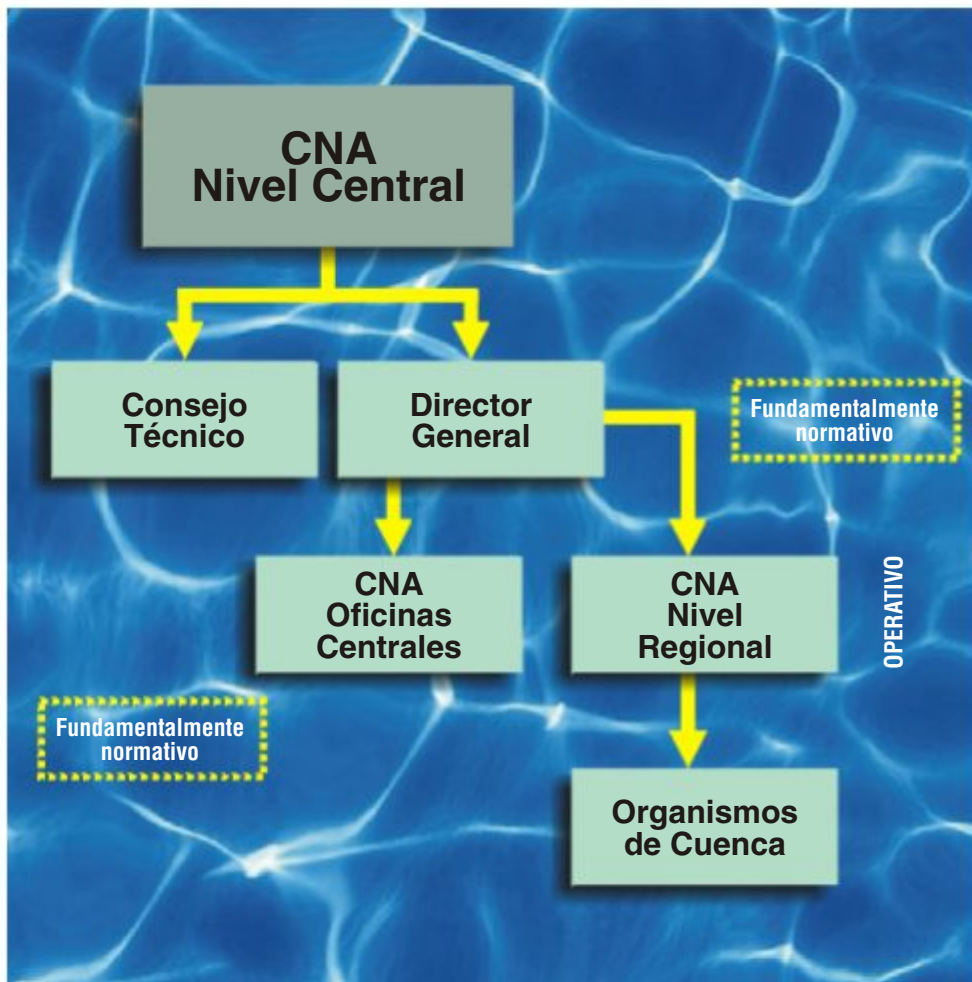 CNA
Nivel Central
Consejo
Técnico
Director
General
Fundamentalmente
normativo
CNA
Oficinas
Centrales
CNA
Nivel
Regional
OPERATIVO
Fundamentalmente
normativo
Organismos
de Cuenca